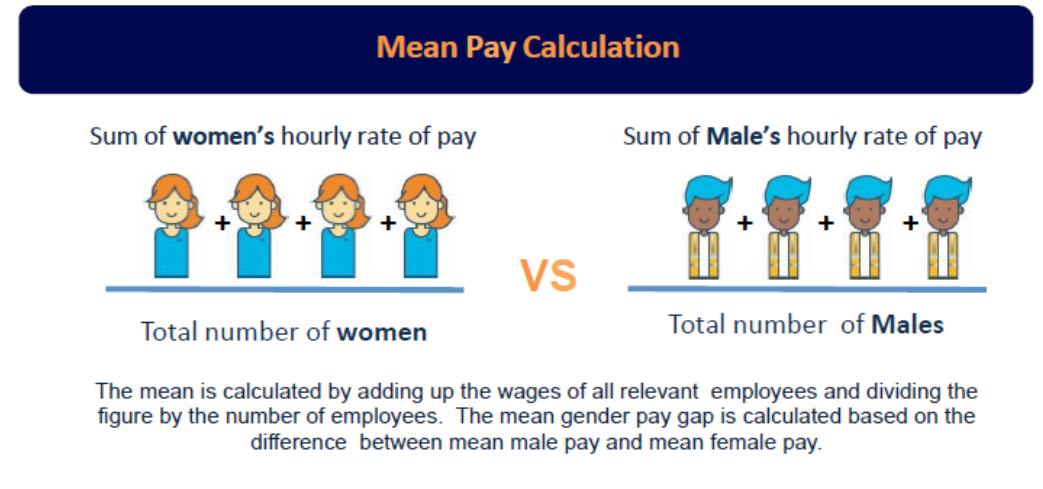 Mean Pay Calculation
Sum of women's hourly rate of pay
Sum of Male's hourly rate of pay
+ + +
+ + +
VS
Total number of women
Total number of Males
The mean is calculated by adding up the wages of all relevant employees and dividing the
figure by the number of employees. The mean gender pay gap is calculated based on the
difference between mean male pay and mean female pay.